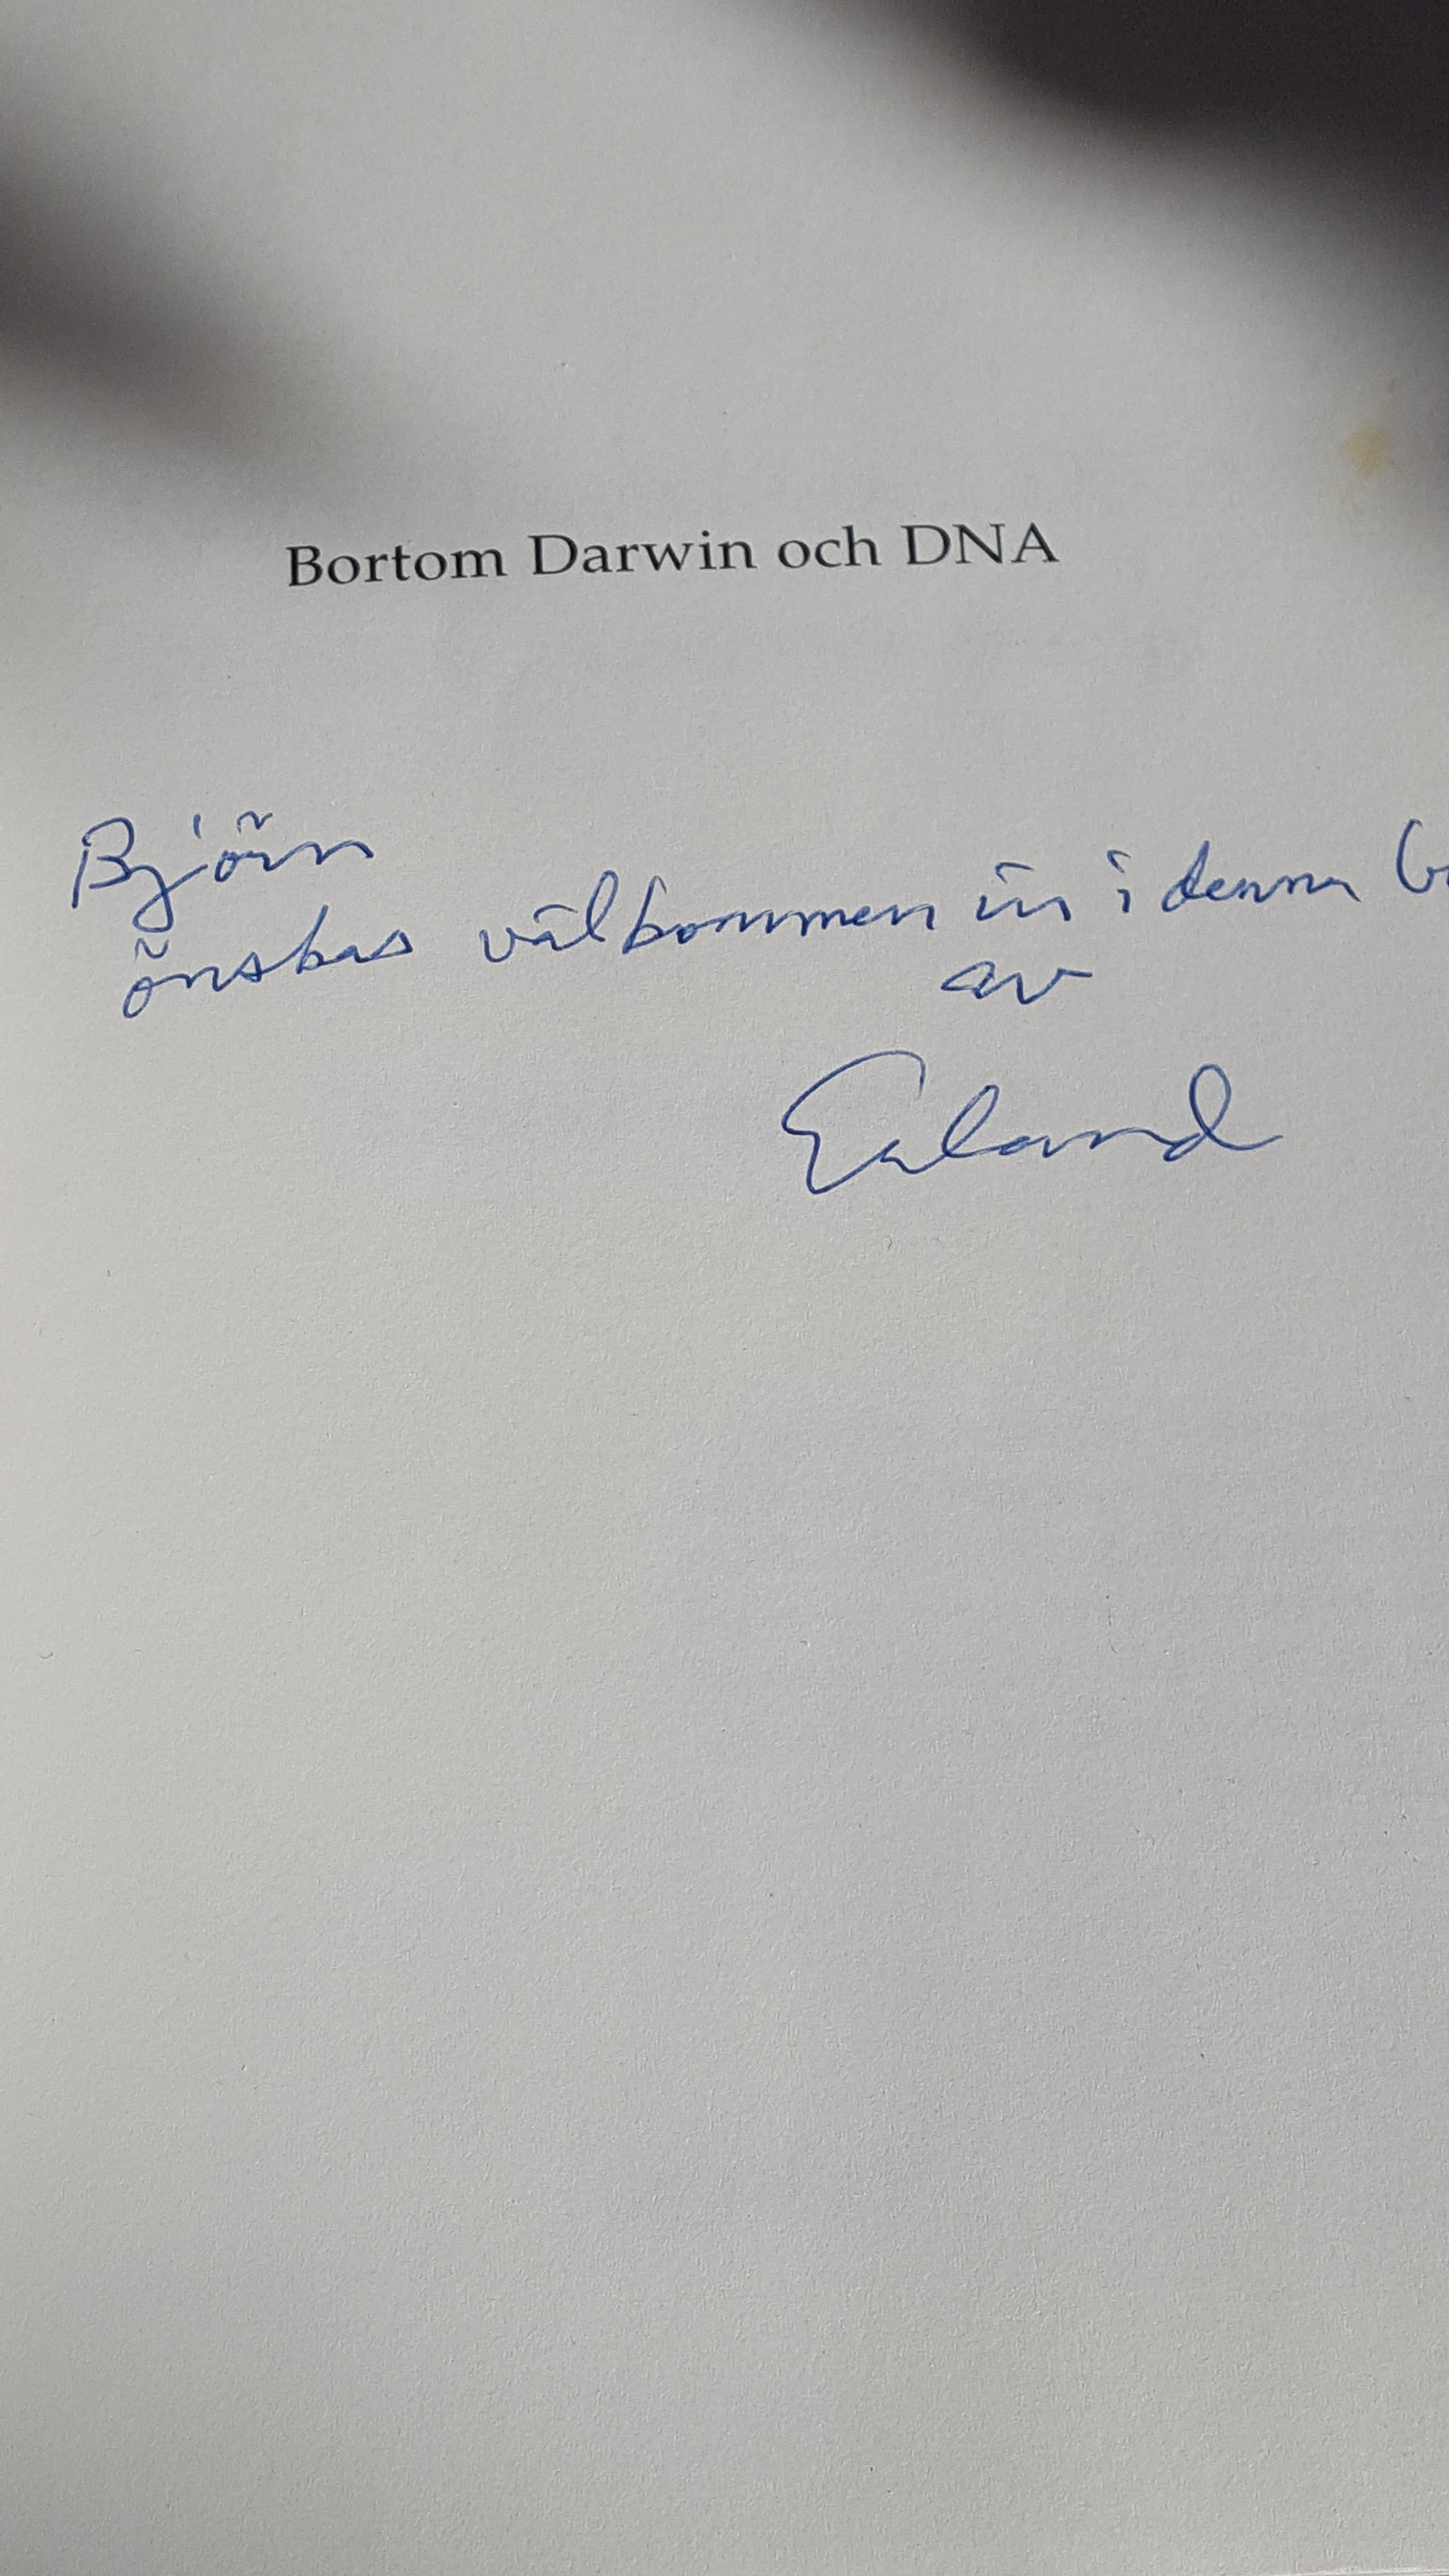 Bortom Darwin och DNA
Björn
önskas välkommen in i denna
av
Erland